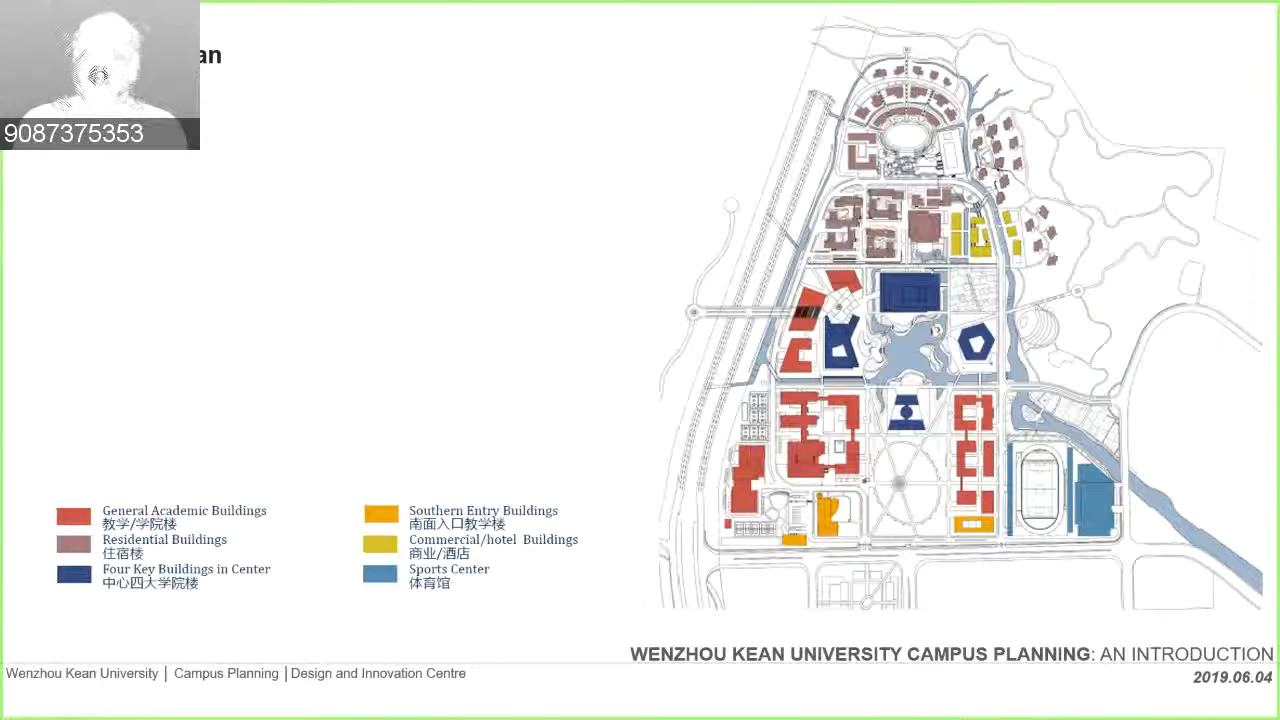 an
9087375353
General Academic Buildings
教学/学院楼
Residential Buildings
住宿楼
Four Key Buildings in Center
中心四大学院楼
Southern Entry Buildings
南面入口教学楼
Commercial/hotel Buildings
商业/酒店
Sports Center
体育馆
WENZHOU KEAN UNIVERSITY CAMPUS PLANNING: AN INTRODUCTION
2019.06.04
Wenzhou Kean University | Campus Planning | Design and Innovation Centre